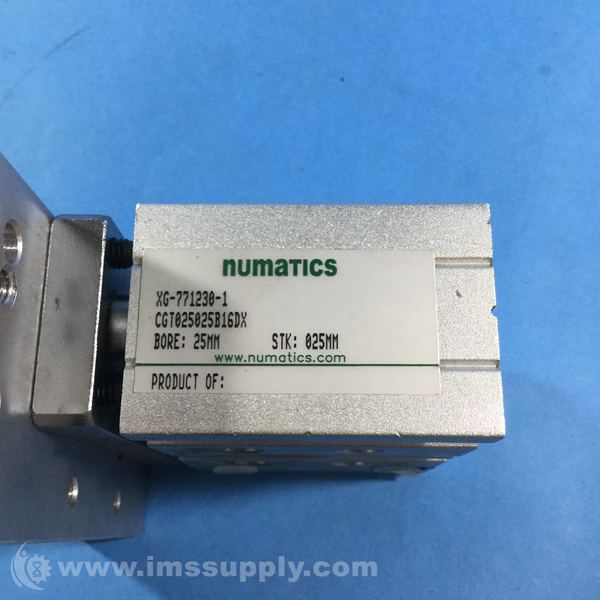 numatics
XG-771230-1
CGT025025B16DX
BORE: 25MM STK: 025MM
www.numatics.com
PRODUCT OF:
www.imssupply.com